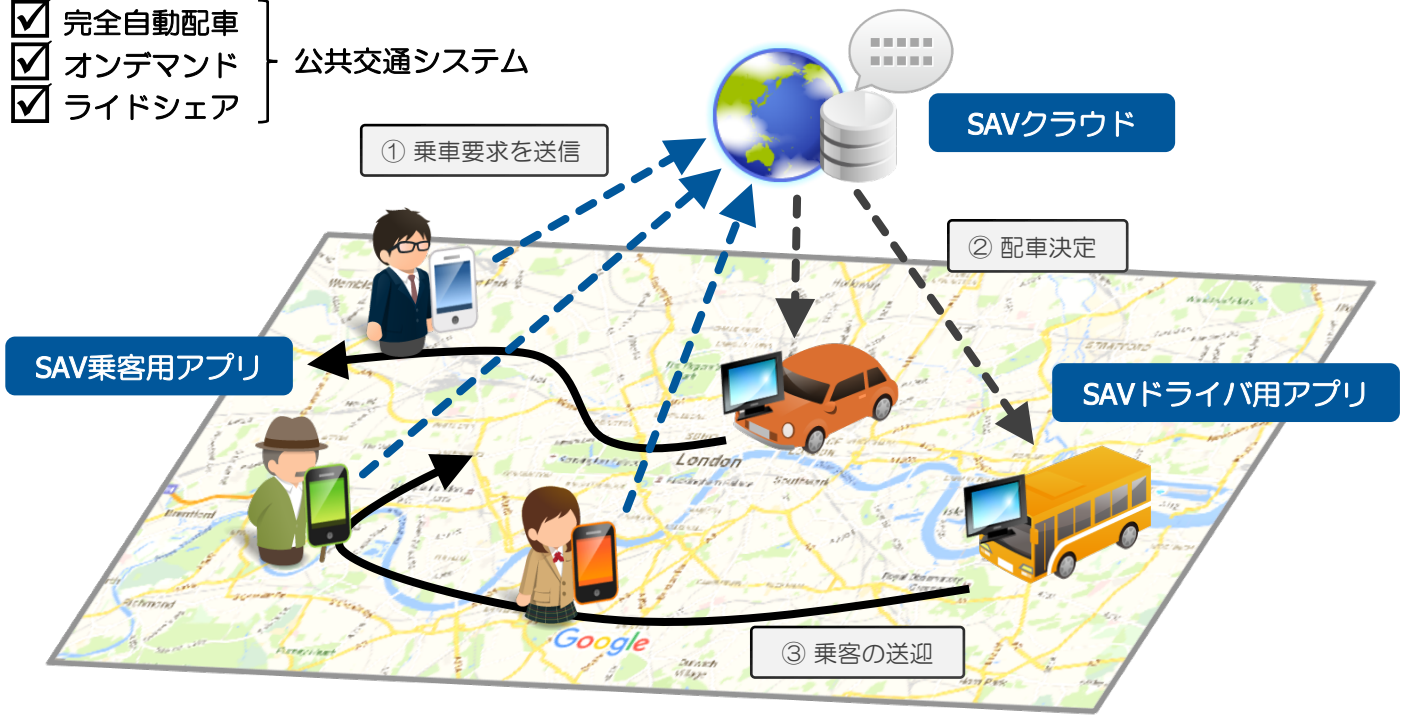 完全自動配車
オンデマンド
ライドシェア
公共交通システム
SAVクラウド
① 乗車要求を送信
② 配車決定
SAV乗客用アプリ
SAVドライバ用アプリ
London
Southwark
Brentford
Richmond
Google
③ 乗客の送迎